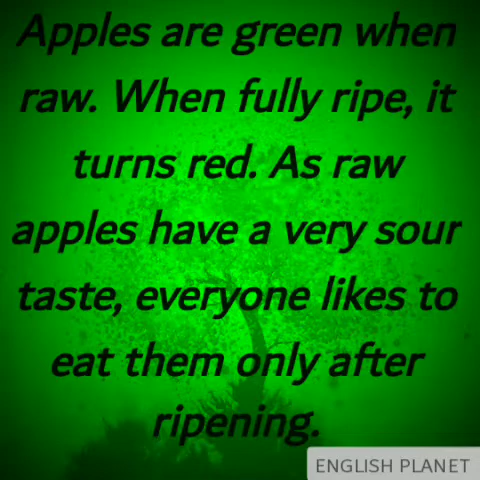 Apples are green when
raw. When fully ripe, it
turns red. As raw
apples have a very sour
taste, everyone likes to
eat them only after
ripening.
ENGLISH PLANET